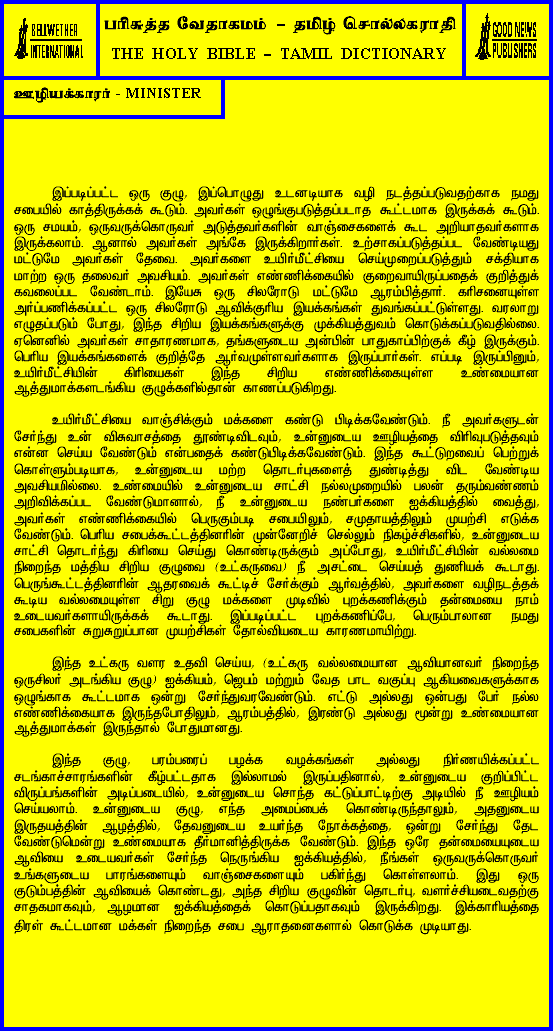 BELLWETHER
INTERNATIONAL
பரிசுத்த வேதாகமம் – தமிழ் சொல்லகராதி
THE HOLY BIBLE – TAMIL DICTIONARY
GOOD NEWS
PUBLISHERS
ஊழியக்காரர் - MINISTER
இப்படிப்பட்ட ஒரு குழு, இப்பொழுது உடனடியாக வழி நடத்தப்படுவதற்காக நமது
சபையில் காத்திருக்கக் கூடும். அவர்கள் ஒழுங்குபடுத்தப்படாத கூட்டமாக இருக்கக் கூடும்.
ஒரு சமயம், ஒருவருக்கொருவர் அடுத்தவர்களின் வாஞ்சைகளைக் கூட அறியாதவர்களாக
இருக்கலாம். ஆனால் அவர்கள் அங்கே இருக்கிறார்கள். உற்சாகப்படுத்தப்பட வேண்டியது
மட்டுமே அவர்கள் தேவை. அவர்களை உயிர்மீட்சியை செய்முறைப்படுத்தும் சக்தியாக
மாற்ற ஒரு தலைவர் அவசியம். அவர்கள் எண்ணிக்கையில் குறைவாயிருப்பதைக் குறித்துக்
கவலைப்பட வேண்டாம். இயேசு ஒரு சிலரோடு மட்டுமே ஆரம்பித்தார். கரிசனையுள்ள
அர்ப்பணிக்கப்பட்ட ஒரு சிலரோடு ஆவிக்குரிய இயக்கங்கள் துவங்கப்பட்டுள்ளது. வரலாறு
எழுதப்படும் போது, இந்த சிறிய இயக்கங்களுக்கு முக்கியத்துவம் கொடுக்கப்படுவதில்லை.
ஏனெனில் அவர்கள் சாதாரணமாக, தங்களுடைய அன்பின் பாதுகாப்பிற்குக் கீழ் இருக்கும்.
பெரிய இயக்கங்களைக் குறித்தே ஆர்வமுள்ளவர்களாக இருப்பார்கள். எப்படி இருப்பினும்,
உயிர்மீட்சியின் கிரியைகள் இந்த சிறிய எண்ணிக்கையுள்ள உண்மையான
ஆத்துமாக்களடங்கிய குழுக்களில்தான் காணப்படுகிறது.
உயிர்மீட்சியை வாஞ்சிக்கும் மக்களை கண்டு பிடிக்கவேண்டும். நீ அவர்களுடன்
சேர்ந்து உன் விசுவாசத்தை தூண்டிவிடவும், உன்னுடைய ஊழியத்தை விரிவுபடுத்தவும்
என்ன செய்ய வேண்டும் என்பதைக் கண்டுபிடிக்கவேண்டும். இந்த கூட்டுறவைப் பெற்றுக்
கொள்ளும்படியாக, உன்னுடைய மற்ற தொடர்புகளைத் துண்டித்து விட வேண்டிய
அவசியமில்லை. உண்மையில் உன்னுடைய சாட்சி நல்லமுறையில் பலன் தரும்வண்ணம்
அறிவிக்கப்பட வேண்டுமானால், நீ உன்னுடைய நண்பர்களை ஐக்கியத்தில் வைத்து,
அவர்கள் எண்ணிக்கையில் பெருகும்படி சபையிலும், சமுதாயத்திலும் முயற்சி எடுக்க
வேண்டும். பெரிய சபைக்கூட்டத்தினரின் முன்னேறிச் செல்லும் நிகழ்ச்சிகளில், உன்னுடைய
சாட்சி தொடர்ந்து கிரியை செய்து கொண்டிருக்கும் அப்போது, உயிர்மீட்சியின் வல்லமை
நிறைந்த மத்திய சிறிய குழுவை (உட்கருவை) நீ அசட்டை செய்யத் துணியக் கூடாது.
பெருங்கூட்டத்தினரின் ஆதரவைக் கூட்டிச் சேர்க்கும் ஆர்வத்தில், அவர்களை வழிநடத்தக்
கூடிய வல்லமையுள்ள சிறு குழு மக்களை முடிவில் புறக்கணிக்கும் தன்மையை நாம்
உடையவர்களாயிருக்கக் கூடாது. இப்படிப்பட்ட புறக்கணிப்பே, பெரும்பாலான நமது
சபைகளின் சுறுசுறுப்பான முயற்சிகள் தோல்வியடைய காரணமாயிற்று.
இந்த உட்கரு வளர உதவி செய்ய, (உட்கரு வல்லமையான ஆவியானவர் நிறைந்த
ஒருசிலர் அடங்கிய குழு) ஐக்கியம், ஜெபம் மற்றும் வேத பாட வகுப்பு ஆகியவைகளுக்காக
ஒழுங்காக கூட்டமாக ஒன்று சேர்ந்துவரவேண்டும். எட்டு அல்லது ஒன்பது பேர் நல்ல
எண்ணிக்கையாக இருந்தபோதிலும், ஆரம்பத்தில், இரண்டு அல்லது மூன்று உண்மையான
ஆத்துமாக்கள் இருந்தால் போதுமானது.
இந்த குழு, பரம்பரைப் பழக்க வழக்கங்கள் அல்லது நிர்ணயிக்கப்பட்ட
சடங்காச்சாரங்களின் கீழ்பட்டதாக இல்லாமல் இருப்பதினால், உன்னுடைய குறிப்பிட்ட
விருப்பங்களின் அடிப்படையில், உன்னுடைய சொந்த கட்டுப்பாட்டிற்கு அடியில் நீ ஊழியம்
செய்யலாம். உன்னுடைய குழு, எந்த அமைப்பைக் கொண்டிருந்தாலும், அதனுடைய
இருதயத்தின் ஆழத்தில், தேவனுடைய உயர்ந்த நோக்கத்தை, ஒன்று சேர்ந்து தேட
வேண்டுமென்று உண்மையாக தீர்மானித்திருக்க வேண்டும். இந்த ஒரே தன்மையையுடைய
ஆவியை உடையவர்கள் சேர்ந்த நெருங்கிய ஐக்கியத்தில், நீங்கள் ஒருவருக்கொருவர்
உங்களுடைய பாரங்களையும் வாஞ்சைகளையும் பகிர்ந்து கொள்ளலாம். இது ஒரு
குடும்பத்தின் ஆவியைக் கொண்டது, அந்த சிறிய குழுவின் தொடர்பு, வளர்ச்சியடைவதற்கு
சாதகமாகவும், ஆழமான ஐக்கியத்தைக் கொடுப்பதாகவும் இருக்கிறது. இக்காரியத்தை
திரள் கூட்டமான மக்கள் நிறைந்த சபை ஆராதனைகளால் கொடுக்க முடியாது.